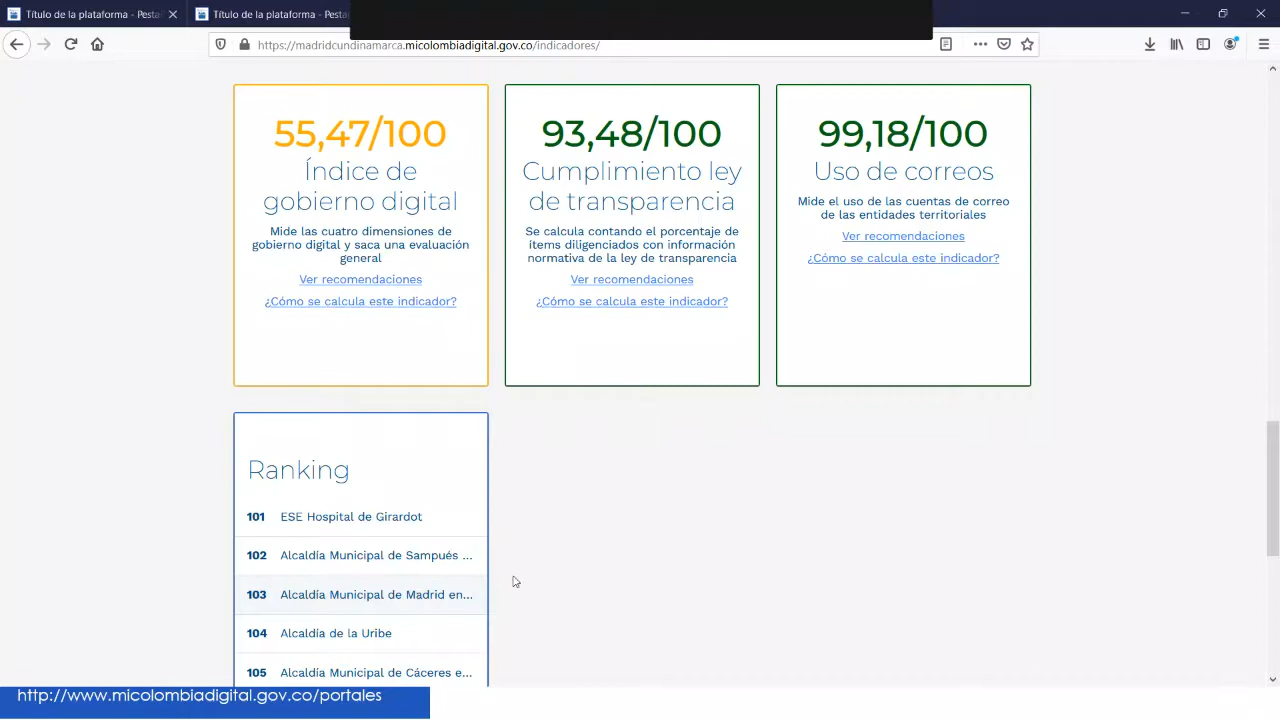 Título de la plataforma - Pesta
Título de la plataforma - Pesta
https://madridcundinamarca.micolombiadigital.gov.co/indicadores/
55,47/100
Índice de
gobierno digital
Mide las cuatro dimensiones de
gobierno digital y saca una evaluación
general
Ver recomendaciones
¿Cómo se calcula este indicador?
93,48/100
Cumplimiento ley
de transparencia
Se calcula contando el porcentaje de
ítems diligenciados con información
normativa de la ley de transparencia
Ver recomendaciones
¿Cómo se calcula este indicador?
99,18/100
Uso de correos
Mide el uso de las cuentas de correo
de las entidades territoriales
Ver recomendaciones
¿Cómo se calcula este indicador?
Ranking
101 ESE Hospital de Girardot
102 Alcaldía Municipal de Sampués ...
103 Alcaldía Municipal de Madrid en...
104 Alcaldía de la Uribe
105 Alcaldía Municipal de Cáceres e...
http://www.micolombiadigital.gov.co/portales